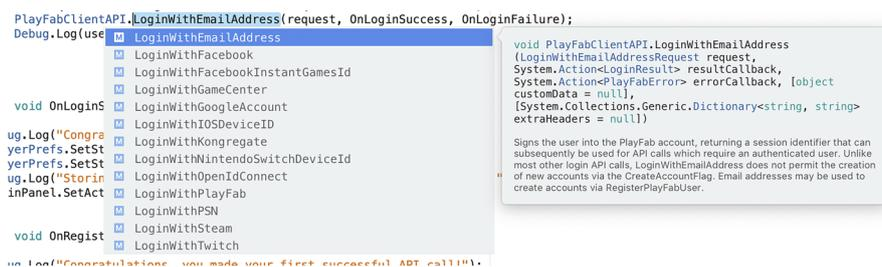 PlayFabClientAPI.LoginWithEmailAddress(request, OnLoginSuccess, OnLoginFailure);
Debug.Log(use
M LoginWithEmailAddress
M LoginWithFacebook
M LoginWithFacebookInstantGamesId
M LoginWithGameCenter
M LoginWithGoogleAccount
M LoginWithIOSDeviceID
M LoginWithKongregate
M LoginWithNintendoSwitchDeviceId
M LoginWithOpenIdConnect
M LoginWithPlayFab
M LoginWithPSN
M LoginWithSteam
M LoginWithTwitch
void PlayFabClientAPI.LoginWithEmailAddress
(LoginWithEmailAddressRequest request,
System.Action<LoginResult> resultCallback,
System.Action<PlayFabError> errorCallback, [object
customData = null],
[System.Collections.Generic.Dictionary<string, string>
extraHeaders = null])
Signs the user into the PlayFab account, returning a session identifier that can
subsequently be used for API calls which require an authenticated user. Unlike
most other login API calls, LoginWithEmailAddress does not permit the creation
of new accounts via the CreateAccountFlag. Email addresses may be used to
create accounts via RegisterPlayFabUser.
void OnLoginS
ug.Log("Congra
yerPrefs.SetSt
yerPrefs.SetSt
ug.Log("Storin
inPanel.SetAct
void OnRegist
ug.Log("Congratulations, you made your first successful API call!");